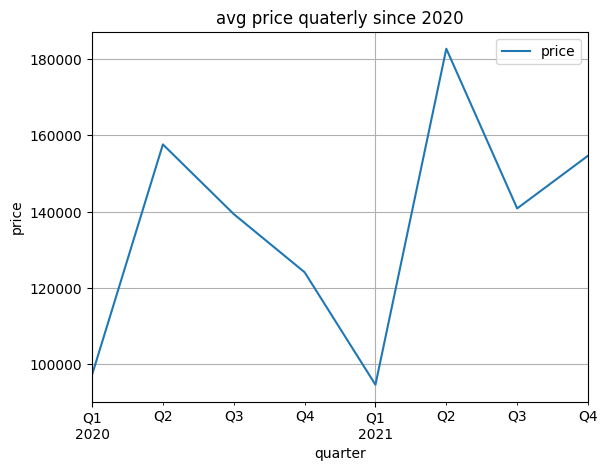 avg price quaterly since 2020
price
180000
160000
140000
120000
100000
price
Q1 Q2 Q3 Q4 Q1 Q2 Q3 Q4
2020 2021
quarter